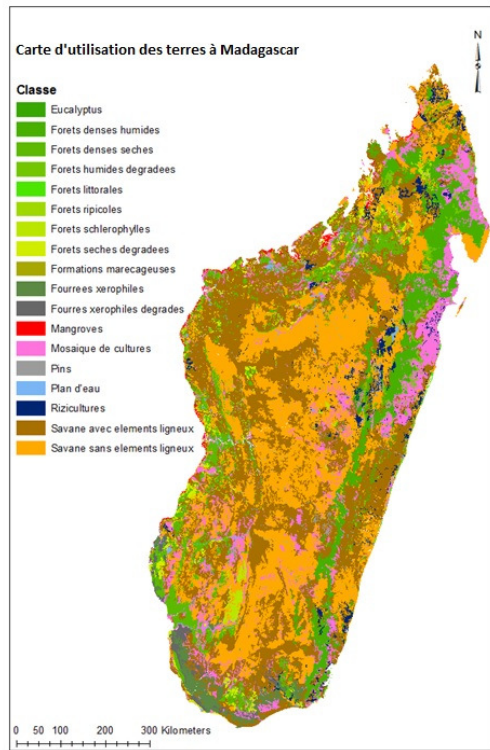 Carte d'utilisation des terres à Madagascar
N
Classe
Eucalyptus
Forets denses humides
Forets denses seches
Forets humides degradees
Forets littorales
Forets ripicoles
Forets schlerophylles
Forets seches degradees
Formations marecageuses
Fourrees xerophiles
Fourres xerophiles degrades
Mangroves
Mosaique de cultures
Pins
Plan d'eau
Rizicultures
Savane avec elements ligneux
Savane sans elements ligneux
0 50 100 200 300 Kilometers